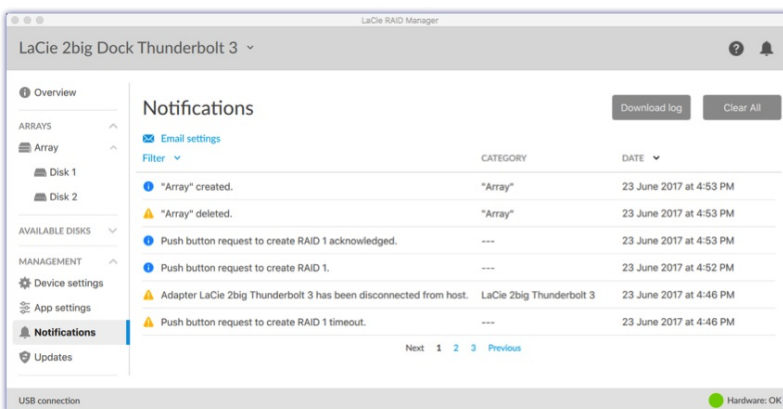 LaCie RAID Manager
LaCie 2big Dock Thunderbolt 3
Overview
ARRAYS
Array
Disk 1
Disk 2
AVAILABLE DISKS
MANAGEMENT
Device settings
App settings
Notifications
Updates
Notifications
Download log
Clear All
Email settings
Filter CATEGORY DATE
"Array" created. "Array" 23 June 2017 at 4:53 PM
"Array" deleted. "Array" 23 June 2017 at 4:53 PM
Push button request to create RAID 1 acknowledged. --- 23 June 2017 at 4:53 PM
Push button request to create RAID 1. --- 23 June 2017 at 4:52 PM
Adapter LaCie 2big Thunderbolt 3 has been disconnected from host. LaCie 2big Thunderbolt 3 23 June 2017 at 4:46 PM
Push button request to create RAID 1 timeout. --- 23 June 2017 at 4:46 PM
Next 1 2 3 Previous
USB connection
Hardware: OK